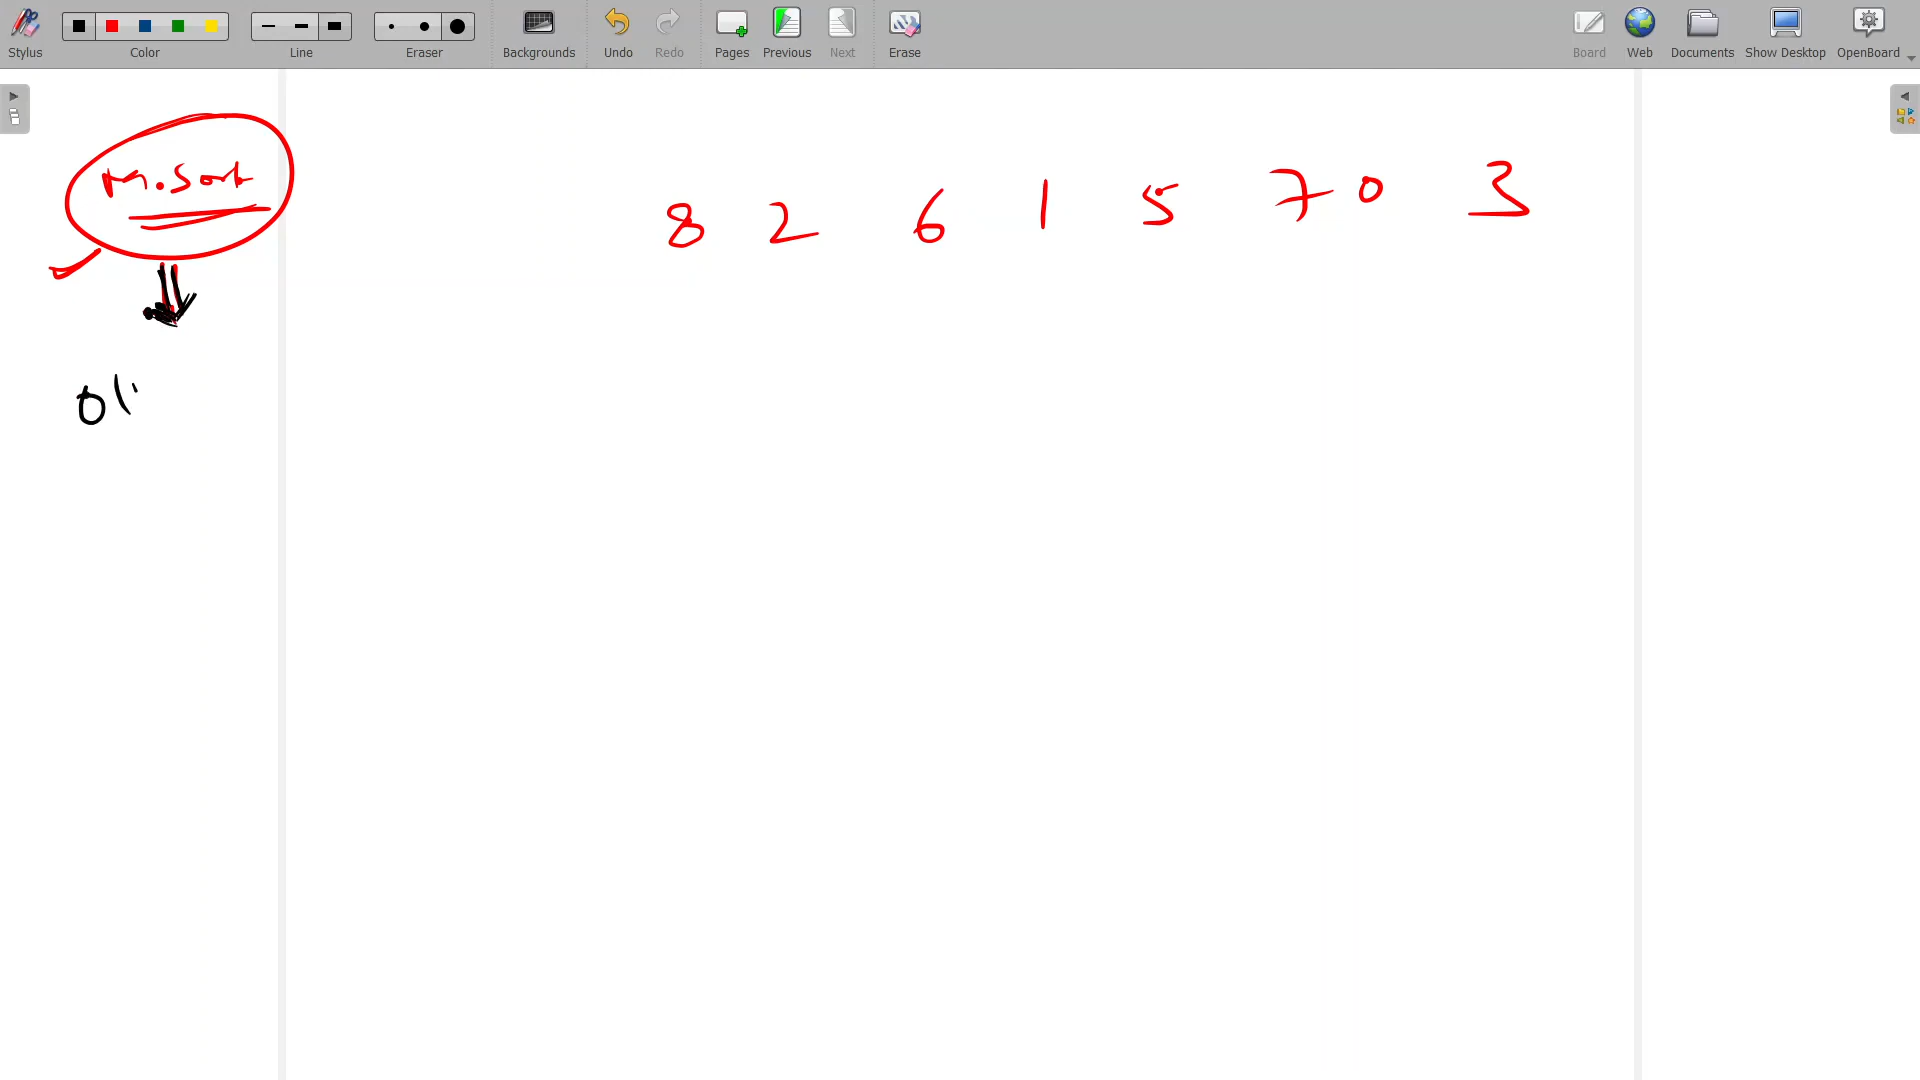 Stylus Color Line Eraser Backgrounds Undo Redo Pages Previous Next Erase Board Web Documents Show Desktop OpenBoard
M.Sort
8 2 6 1 5 7 0 3
O(